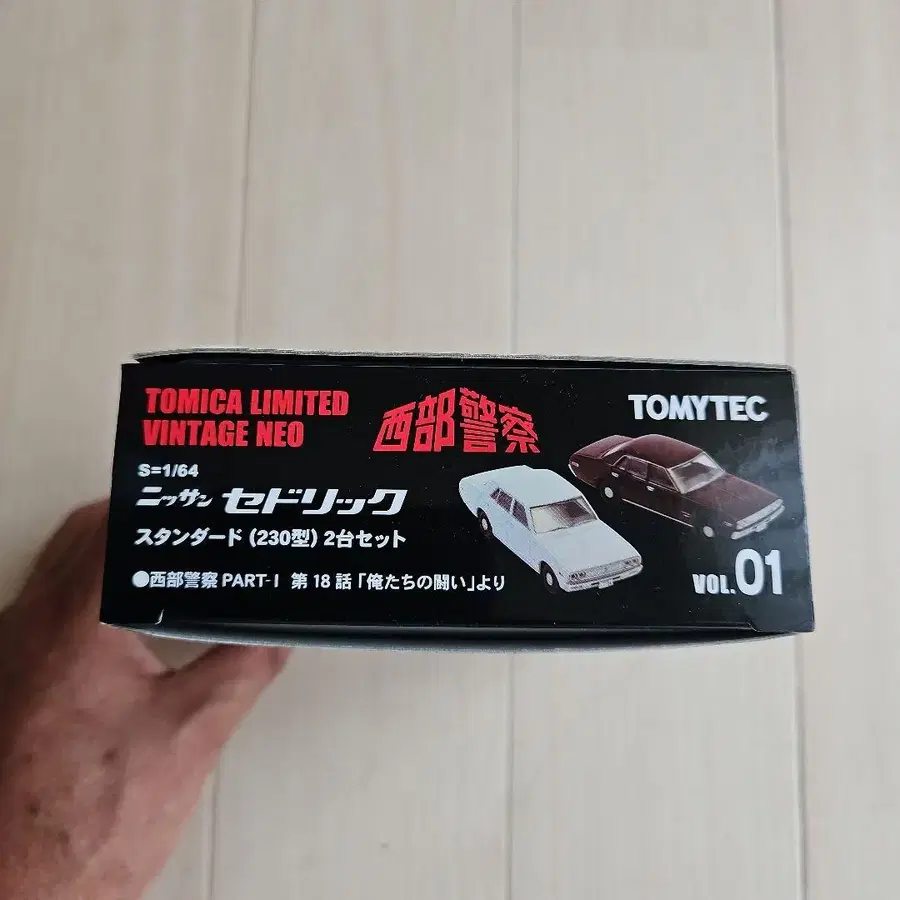 TOMICA LIMITED
VINTAGE NEO
西部警察
TOMYTEC
S=1/64
ニッサン セドリック
スタンダード (230型) 2台セット
●西部警察 PART-I 第18話「俺たちの闘い」より
VOL.01